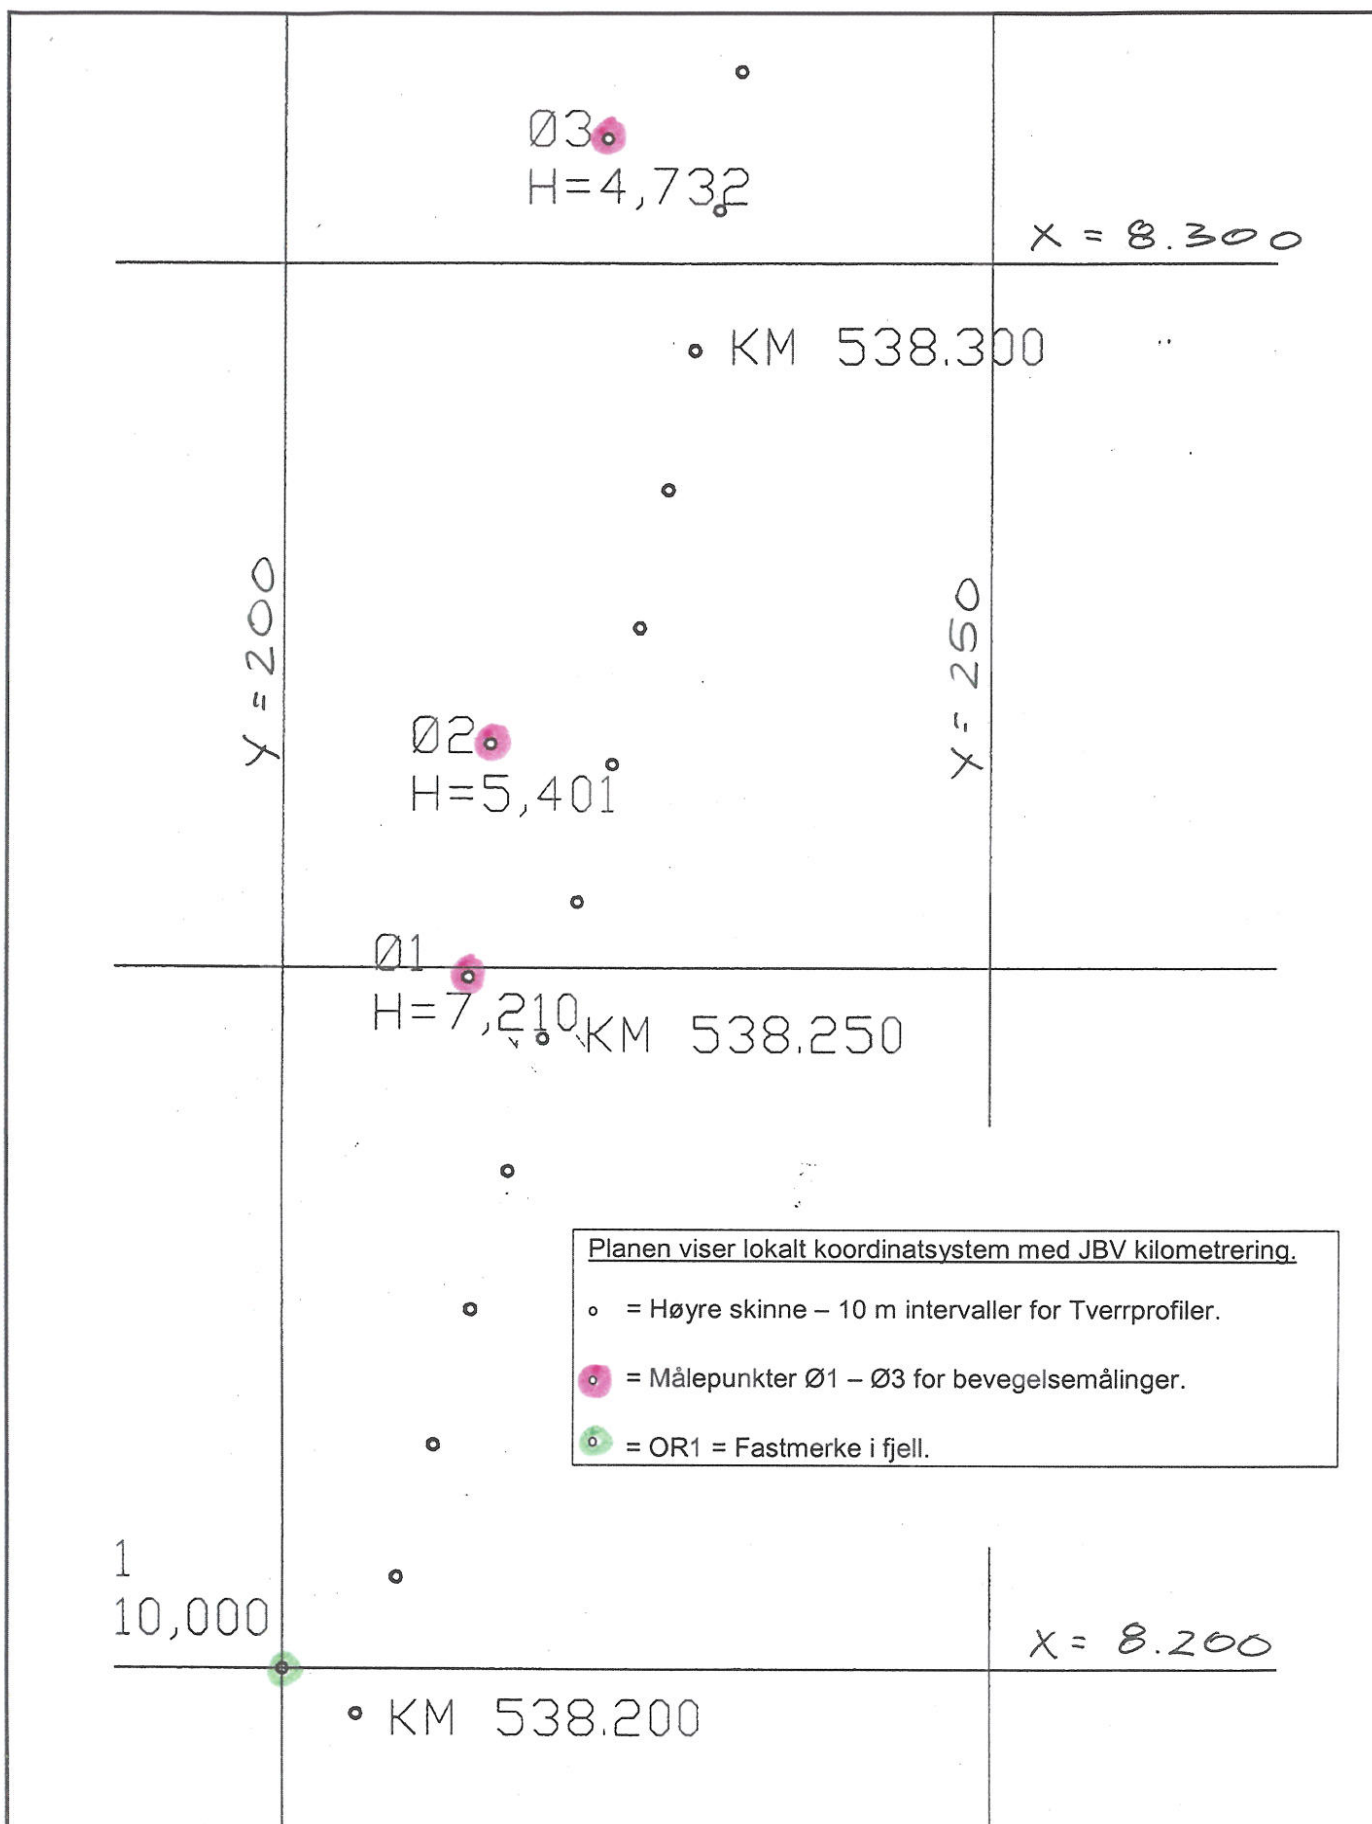 Ø3
H=4,732
X = 8.300
KM 538.300
Y = 200
X = 250
Ø2
H=5,401
Ø1
H=7,210
KM 538.250
Planen viser lokalt koordinatsystem med JBV kilometrering.
= Høyre skinne – 10 m intervaller for Tverrprofiler.
= Målepunkter Ø1 – Ø3 for bevegelsemålinger.
= OR1 = Fastmerke i fjell.
1
10,000
X = 8.200
KM 538.200